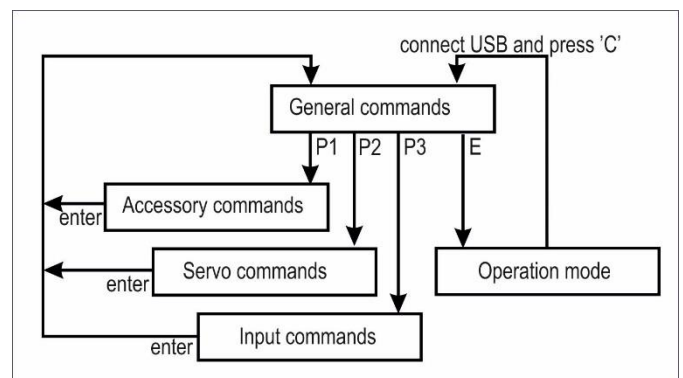 connect USB and press 'C'
General commands
P1 P2 P3 E
Accessory commands
enter
Servo commands
Operation mode
enter
Input commands
enter